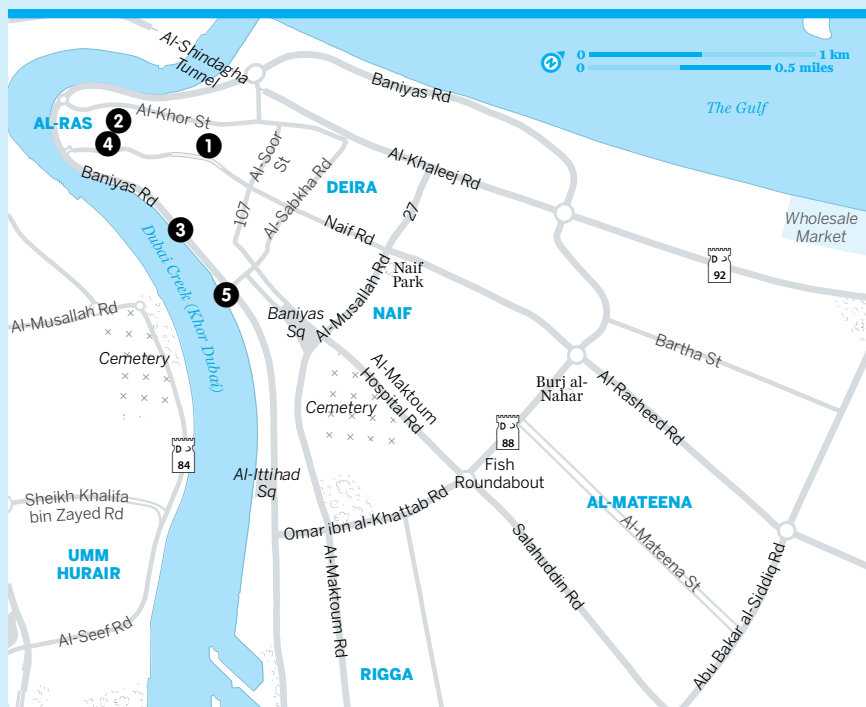 Al-Shindagha
Tunnel
0
1 km
0
0.5 miles
N
Baniyas Rd
The Gulf
Al-Khor St
AL-RAS
2
4
1
Al-Soor
St
Al-Khaleej Rd
DEIRA
Al-Sabkha Rd
27
107
Baniyas Rd
3
Naif Rd
Wholesale
Market
D
92
Dubai Creek (Khor Dubai)
5
Naif
Park
Al-Musallah Rd
Al-Musallah Rd
Baniyas
Sq
NAIF
Bartha St
Cemetery
Al-Maktoum
Hospital Rd
Burj al-
Nahar
Al-Rasheed Rd
Cemetery
D
88
D
84
Fish
Roundabout
Al-Ittihad
Sq
Sheikh Khalifa
bin Zayed Rd
AL-MATEENA
Omar ibn al-Khattab Rd
Al-Mateena St
UMM
HURAIR
Al-Maktoum Rd
Salahuddin Rd
Abu Bakar al-Siddiq Rd
Al-Seef Rd
RIGGA